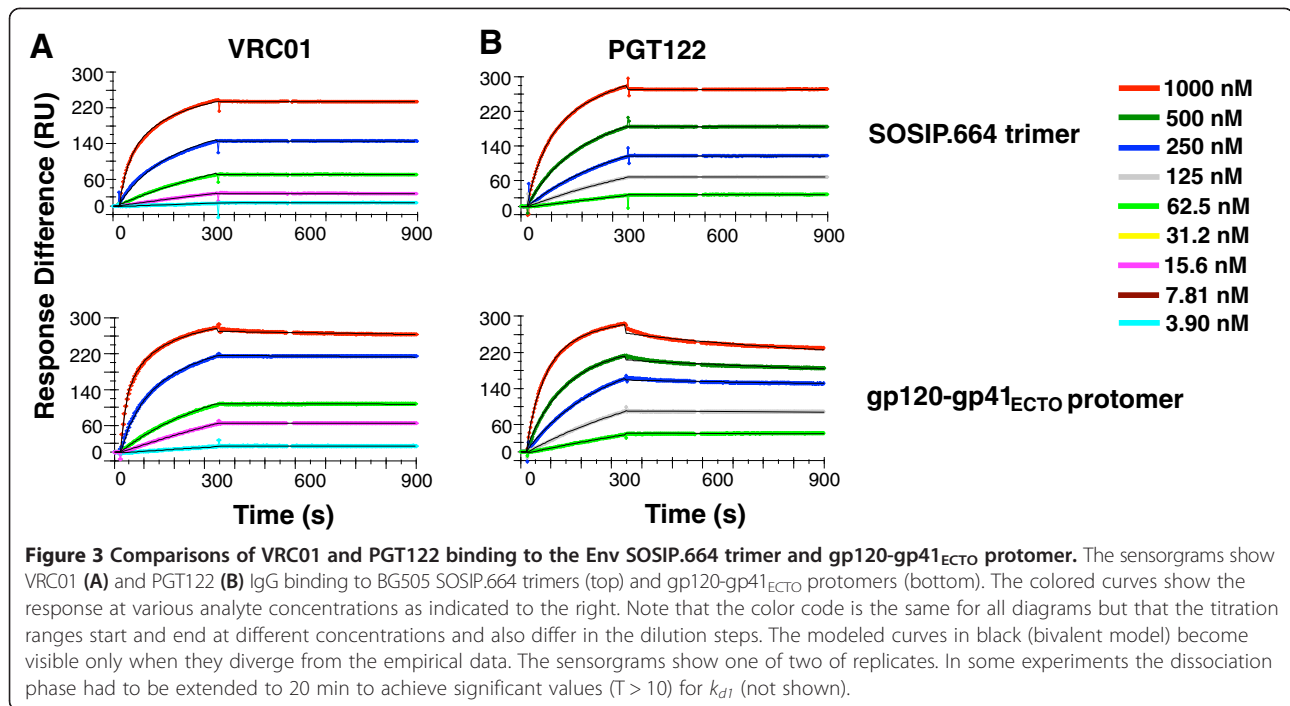 A
VRC01
B
PGT122
Response Difference (RU)
300
220
140
60
0
0 300 600 900
300
220
140
60
0
0 300 600 900
SOSIP.664 trimer
300
220
140
60
0
0 300 600 900
Time (s)
300
220
140
60
0
0 300 600 900
Time (s)
gp120-gp41ECTO protomer
1000 nM
500 nM
250 nM
125 nM
62.5 nM
31.2 nM
15.6 nM
7.81 nM
3.90 nM
Figure 3 Comparisons of VRC01 and PGT122 binding to the Env SOSIP.664 trimer and gp120-gp41ECTO protomer. The sensorgrams show
VRC01 (A) and PGT122 (B) IgG binding to BG505 SOSIP.664 trimers (top) and gp120-gp41ECTO protomers (bottom). The colored curves show the
response at various analyte concentrations as indicated to the right. Note that the color code is the same for all diagrams but that the titration
ranges start and end at different concentrations and also differ in the dilution steps. The modeled curves in black (bivalent model) become
visible only when they diverge from the empirical data. The sensorgrams show one of two of replicates. In some experiments the dissociation
phase had to be extended to 20 min to achieve significant values (T > 10) for kd1 (not shown).